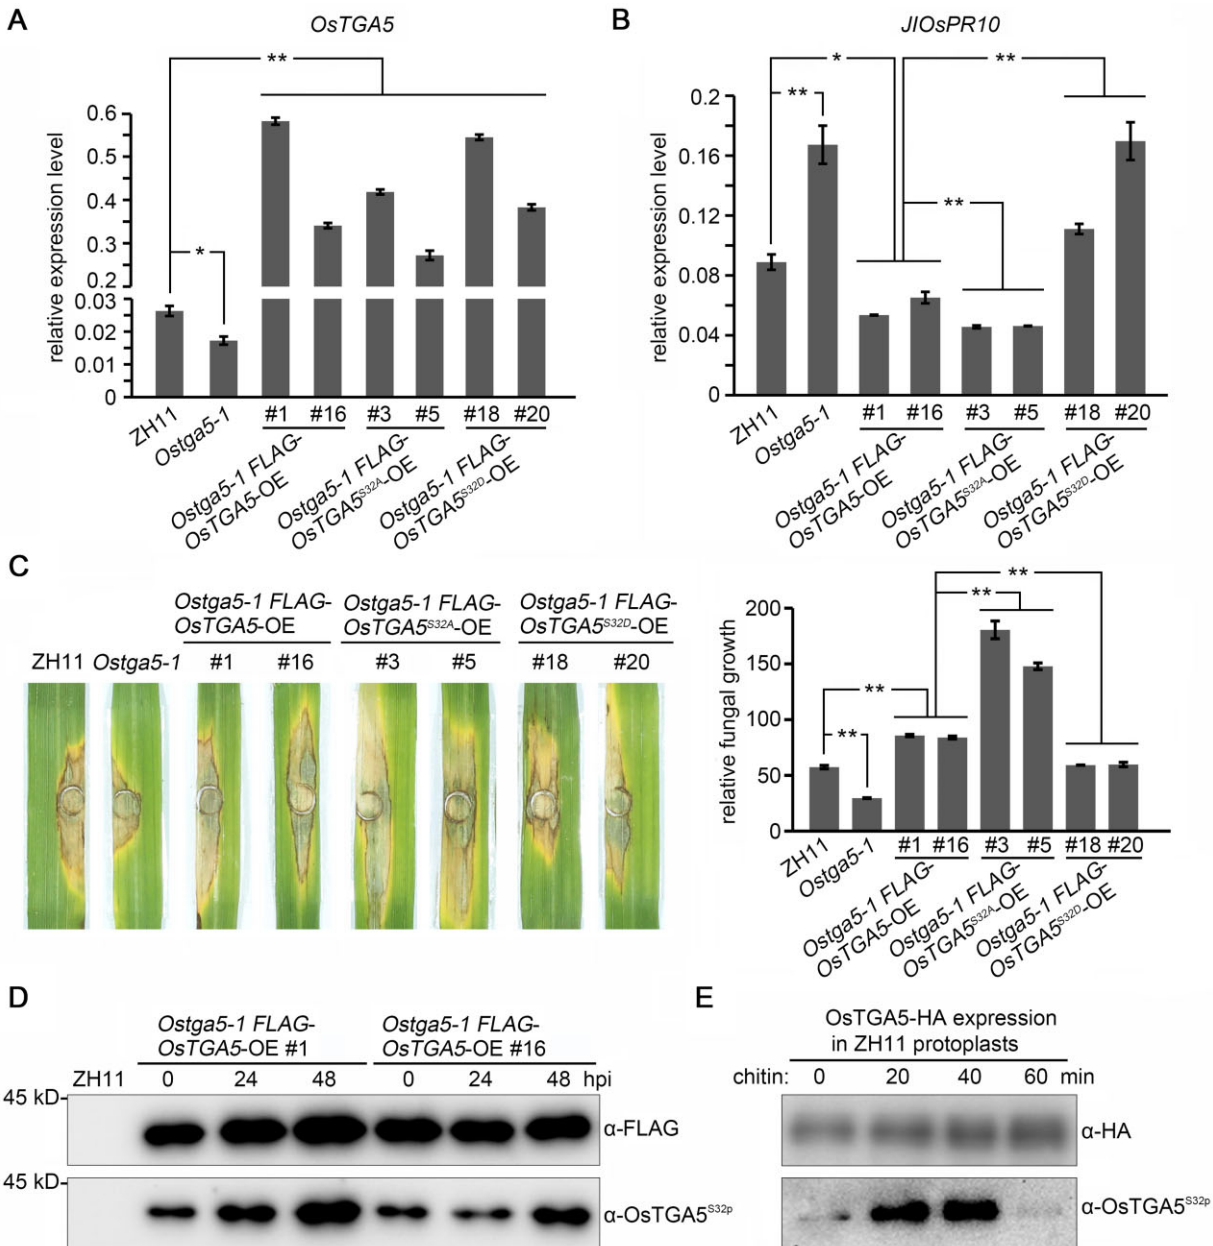 A
OsTGA5
**
relative expression level
0.6
0.5
0.4
0.3
0.2
0.03
0.02
0.01
0
*
ZH11
Ostga5-1
#1 #16 #3 #5 #18 #20
Ostga5-1 FLAG-
OsTGA5-OE
Ostga5-1 FLAG-
OsTGA5S32A-OE
Ostga5-1 FLAG-
OsTGA5S32D-OE
B
JIOsPR10
* **
**
**
relative expression level
0.2
0.16
0.12
0.08
0.04
0
ZH11
Ostga5-1
#1 #16 #3 #5 #18 #20
Ostga5-1 FLAG-
OsTGA5-OE
Ostga5-1 FLAG-
OsTGA5S32A-OE
Ostga5-1 FLAG-
OsTGA5S32D-OE
C
Ostga5-1 FLAG-
OsTGA5-OE
Ostga5-1 FLAG-
OsTGA5S32A-OE
Ostga5-1 FLAG-
OsTGA5S32D-OE
ZH11 Ostga5-1 #1 #16 #3 #5 #18 #20
**
**
**
**
relative fungal growth
200
150
100
50
0
ZH11
Ostga5-1
#1 #16 #3 #5 #18 #20
Ostga5-1 FLAG-
OsTGA5-OE
Ostga5-1 FLAG-
OsTGA5S32A-OE
Ostga5-1 FLAG-
OsTGA5S32D-OE
D
Ostga5-1 FLAG-
OsTGA5-OE #1
Ostga5-1 FLAG-
OsTGA5-OE #16
ZH11 0 24 48 0 24 48 hpi
45 kD
α-FLAG
45 kD
α-OsTGA5S32p
E
OsTGA5-HA expression
in ZH11 protoplasts
chitin: 0 20 40 60 min
α-HA
α-OsTGA5S32p